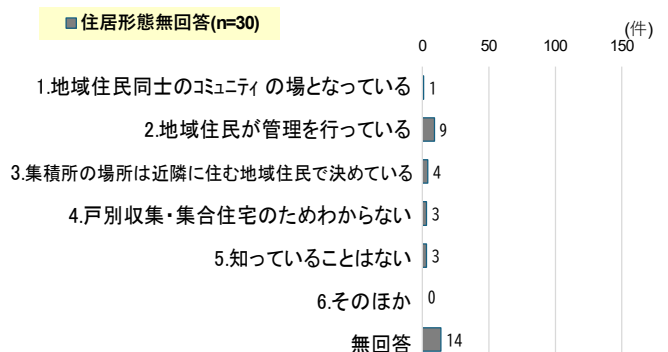 住居形態無回答(n=30)
(件)
0 50 100 150
1.地域住民同士のコミュニティ の場となっている 1
2.地域住民が管理を行っている 9
3.集積所の場所は近隣に住む地域住民で決めている 4
4.戸別収集・集合住宅のためわからない 3
5.知っていることはない 3
6.そのほか 0
無回答 14